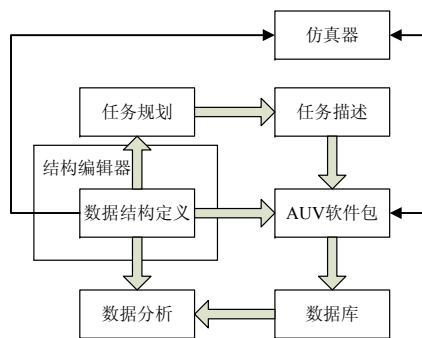 仿真器
任务规划
任务描述
结构编辑器
数据结构定义
AUV软件包
数据分析
数据库